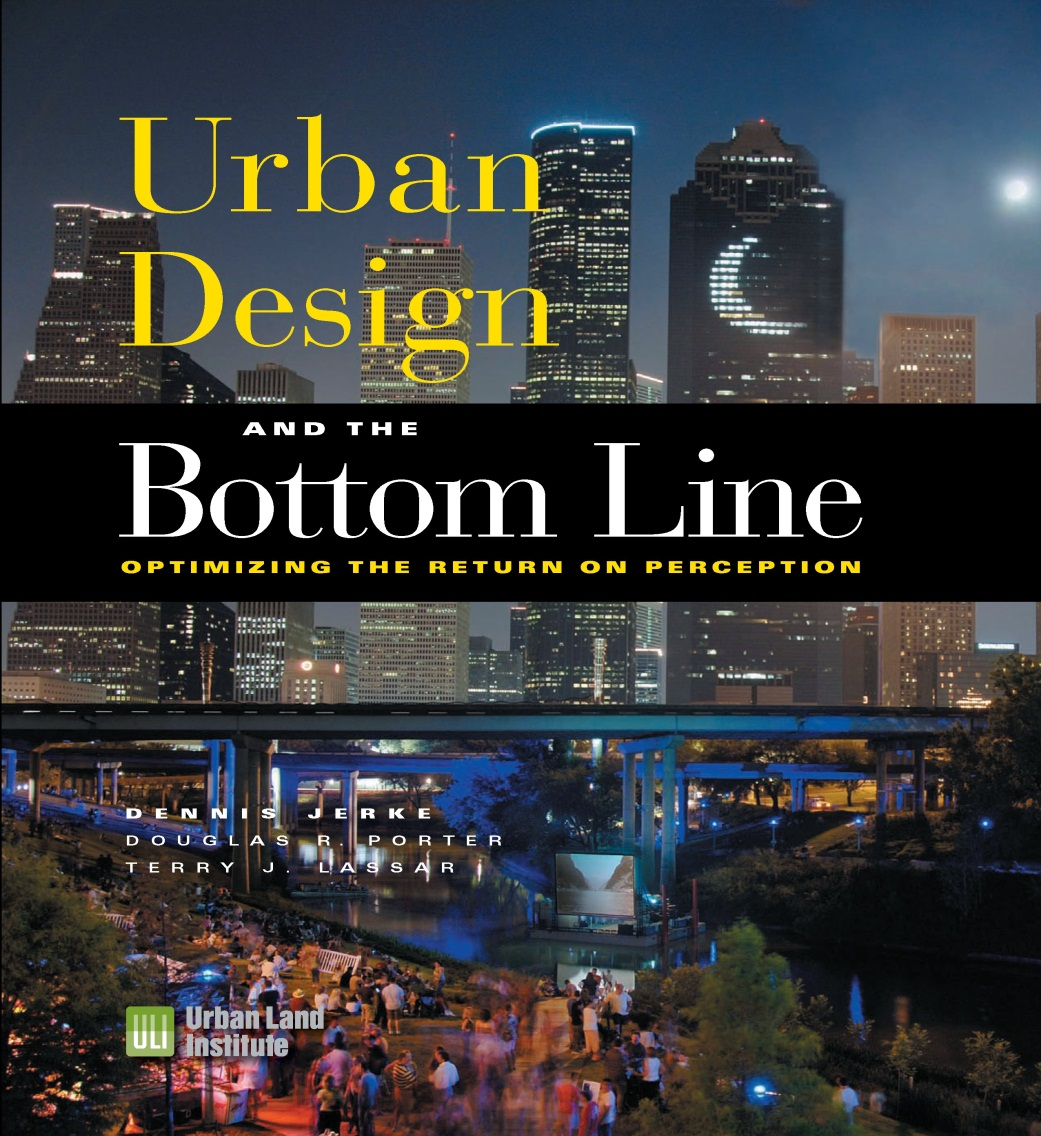 Urban
Design
AND THE
Bottom Line
OPTIMIZING THE RETURN ON PERCEPTION
DENNIS JERKE
DOUGLAS R. PORTER
TERRY J. LASSAR
ULI Urban Land
Institute